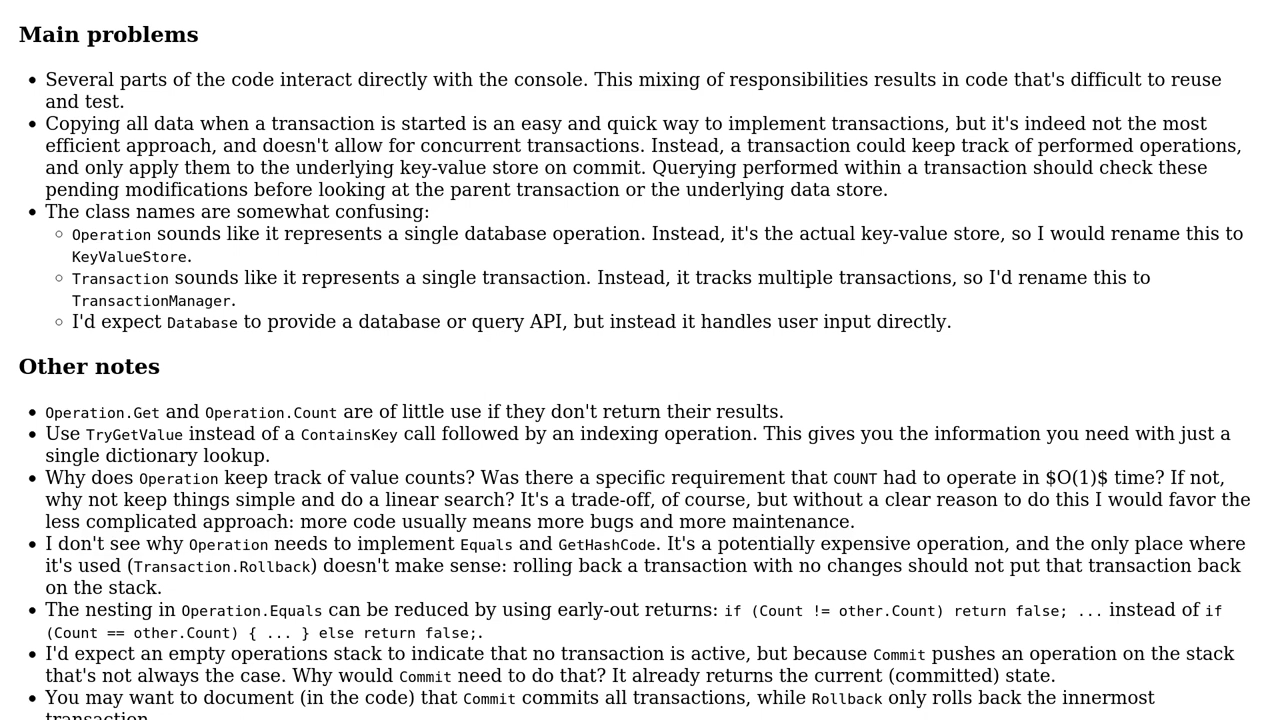 Main problems
Several parts of the code interact directly with the console. This mixing of responsibilities results in code that's difficult to reuse
and test.
Copying all data when a transaction is started is an easy and quick way to implement transactions, but it's indeed not the most
efficient approach, and doesn't allow for concurrent transactions. Instead, a transaction could keep track of performed operations,
and only apply them to the underlying key-value store on commit. Querying performed within a transaction should check these
pending modifications before looking at the parent transaction or the underlying data store.
The class names are somewhat confusing:
Operation sounds like it represents a single database operation. Instead, it's the actual key-value store, so I would rename this to
KeyValueStore.
Transaction sounds like it represents a single transaction. Instead, it tracks multiple transactions, so I'd rename this to
TransactionManager.
I'd expect Database to provide a database or query API, but instead it handles user input directly.
Other notes
Operation.Get and Operation.Count are of little use if they don't return their results.
Use TryGetValue instead of a ContainsKey call followed by an indexing operation. This gives you the information you need with just a
single dictionary lookup.
Why does Operation keep track of value counts? Was there a specific requirement that COUNT had to operate in $O(1)$ time? If not,
why not keep things simple and do a linear search? It's a trade-off, of course, but without a clear reason to do this I would favor the
less complicated approach: more code usually means more bugs and more maintenance.
I don't see why Operation needs to implement Equals and GetHashCode. It's a potentially expensive operation, and the only place where
it's used (Transaction.Rollback) doesn't make sense: rolling back a transaction with no changes should not put that transaction back
on the stack.
The nesting in Operation.Equals can be reduced by using early-out returns: if (Count != other.Count) return false; ... instead of if
(Count == other.Count) { ... } else return false;.
I'd expect an empty operations stack to indicate that no transaction is active, but because Commit pushes an operation on the stack
that's not always the case. Why would Commit need to do that? It already returns the current (committed) state.
You may want to document (in the code) that Commit commits all transactions, while Rollback only rolls back the innermost
transaction.